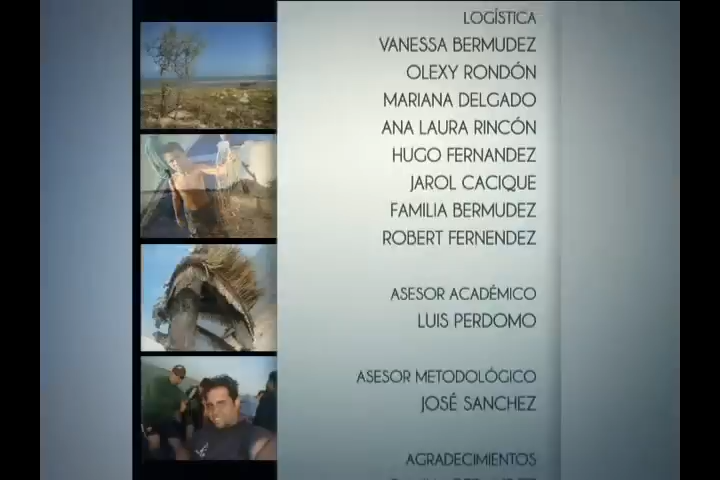 LOGÍSTICA
VANESSA BERMUDEZ
OLEXY RONDÓN
MARIANA DELGADO
ANA LAURA RINCÓN
HUGO FERNANDEZ
JAROL CACIQUE
FAMILIA BERMUDEZ
ROBERT FERNENDEZ
ASESOR ACADÉMICO
LUIS PERDOMO
ASESOR METODOLÓGICO
JOSÉ SANCHEZ
AGRADECIMIENTOS